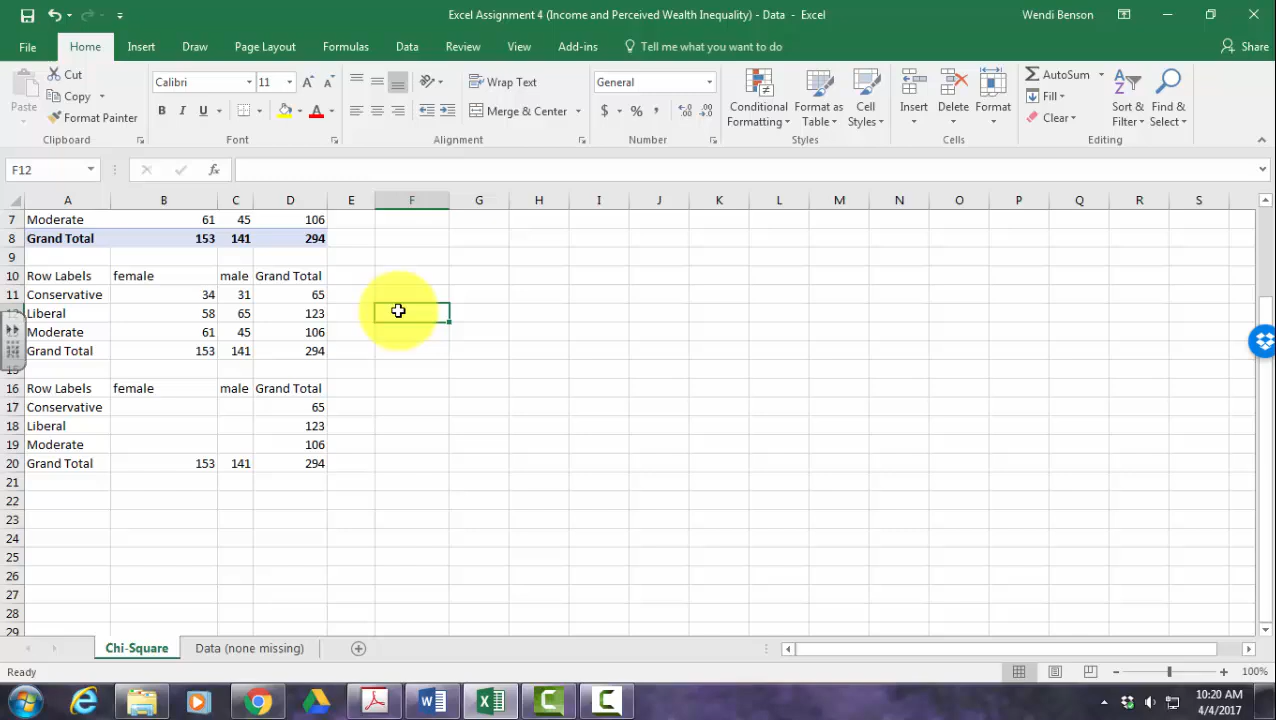 Excel Assignment 4 (Income and Perceived Wealth Inequality) - Data - Excel
Wendi Benson
File Home Insert Draw Page Layout Formulas Data Review View Add-ins Tell me what you want to do Share
Paste
Cut
Copy
Format Painter
Clipboard
Calibri 11
B I U
Font
Wrap Text
Merge & Center
Alignment
General
$ % ,
Number
Conditional Formatting
Format as Table
Cell Styles
Styles
Insert
Delete
Format
Cells
AutoSum
Fill
Clear
Sort & Filter
Find & Select
Editing
F12 fx
A B C D E F G H I J K L M N O P Q R S
7 Moderate 61 45 106
8 Grand Total 153 141 294
9
10 Row Labels female male Grand Total
11 Conservative 34 31 65
12 Liberal 58 65 123
Moderate 61 45 106
Grand Total 153 141 294
15
16 Row Labels female male Grand Total
17 Conservative 65
18 Liberal 123
19 Moderate 106
20 Grand Total 153 141 294
21
22
23
24
25
26
27
28
29
Chi-Square Data (none missing)
Ready 100%
10:20 AM
4/4/2017